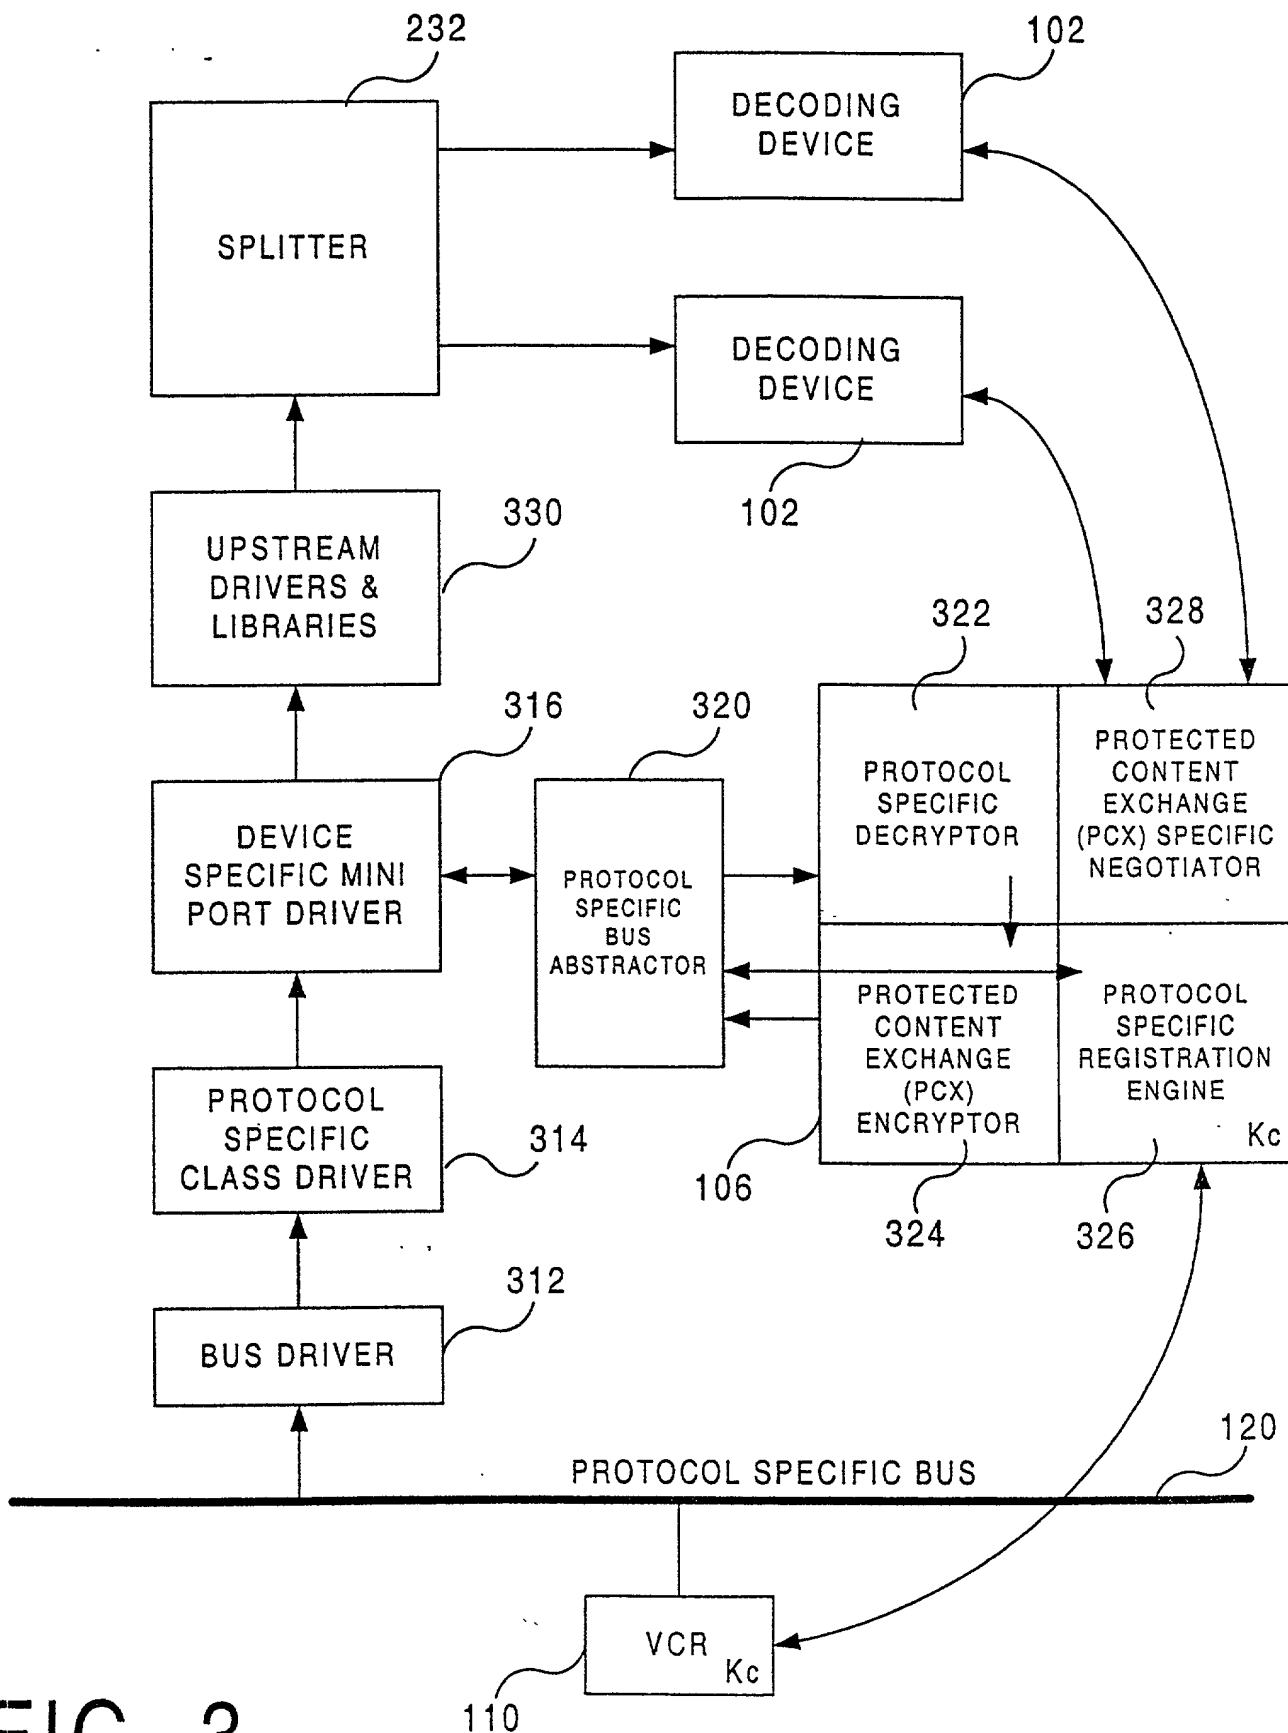 232
102
DECODING
DEVICE
SPLITTER
DECODING
DEVICE
102
330
UPSTREAM
DRIVERS &
LIBRARIES
322
328
316
320
PROTECTED
CONTENT
EXCHANGE
(PCX) SPECIFIC
NEGOTIATOR
PROTOCOL
SPECIFIC
DECRYPTOR
DEVICE
SPECIFIC MINI
PORT DRIVER
PROTOCOL
SPECIFIC
BUS
ABSTRACTOR
PROTECTED
CONTENT
EXCHANGE
(PCX)
ENCRYPTOR
PROTOCOL
SPECIFIC
REGISTRATION
ENGINE
Kc
PROTOCOL
SPECIFIC
CLASS DRIVER
314
106
324
326
312
BUS DRIVER
120
PROTOCOL SPECIFIC BUS
VCR
Kc
110
FIG. 3